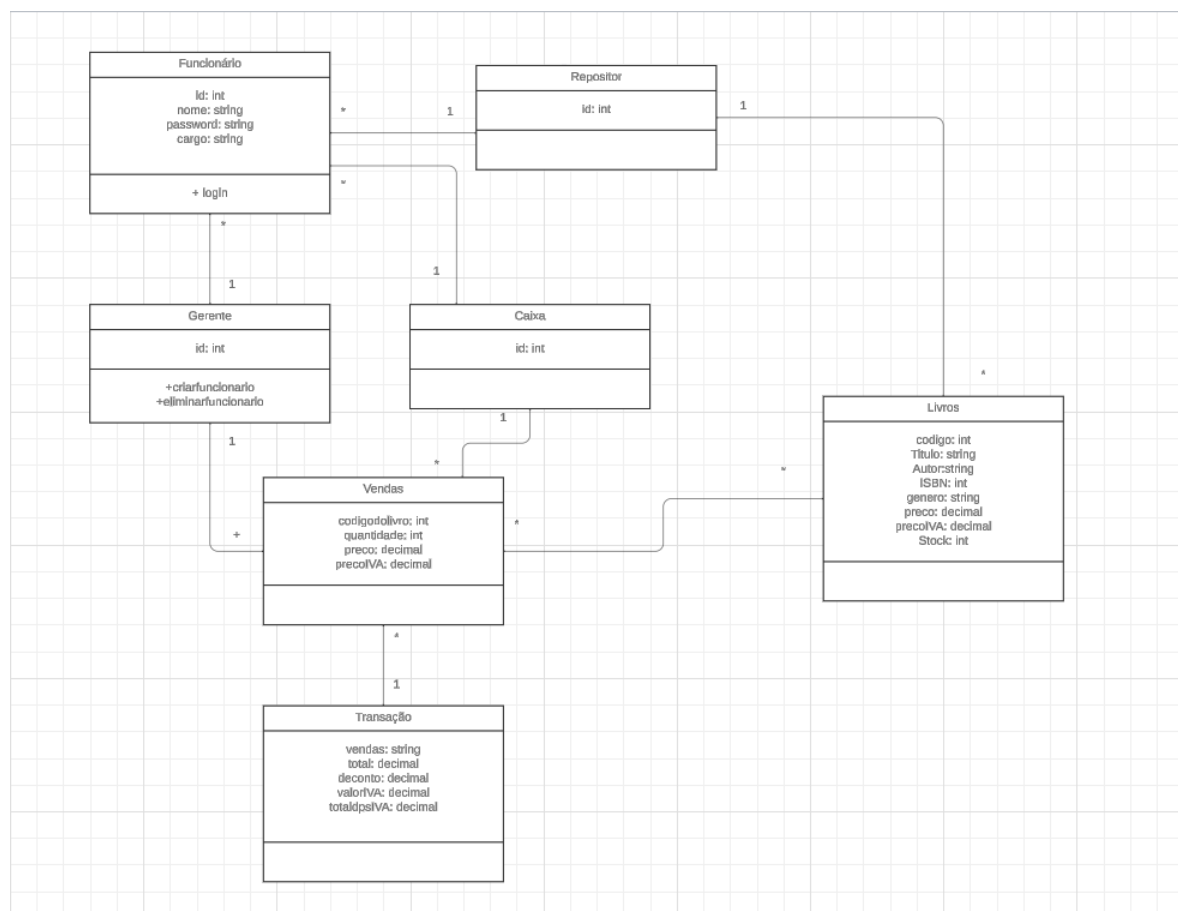 Funcionário
id: int
nome: string
password: string
cargo: string
+ login
*
1
*
1
*
1
Repositor
id: int
1
*
Gerente
id: int
+criarfuncionario
+eliminarfuncionario
1
+
Caixa
id: int
1
*
Livros
codigo: int
Titulo: string
Autor:string
ISBN: int
genero: string
preco: decimal
precoIVA: decimal
Stock: int
*
*
Vendas
codigodolivro: int
quantidade: int
preco: decimal
precoIVA: decimal
*
1
Transação
vendas: string
total: decimal
deconto: decimal
valorIVA: decimal
totaldpsIVA: decimal